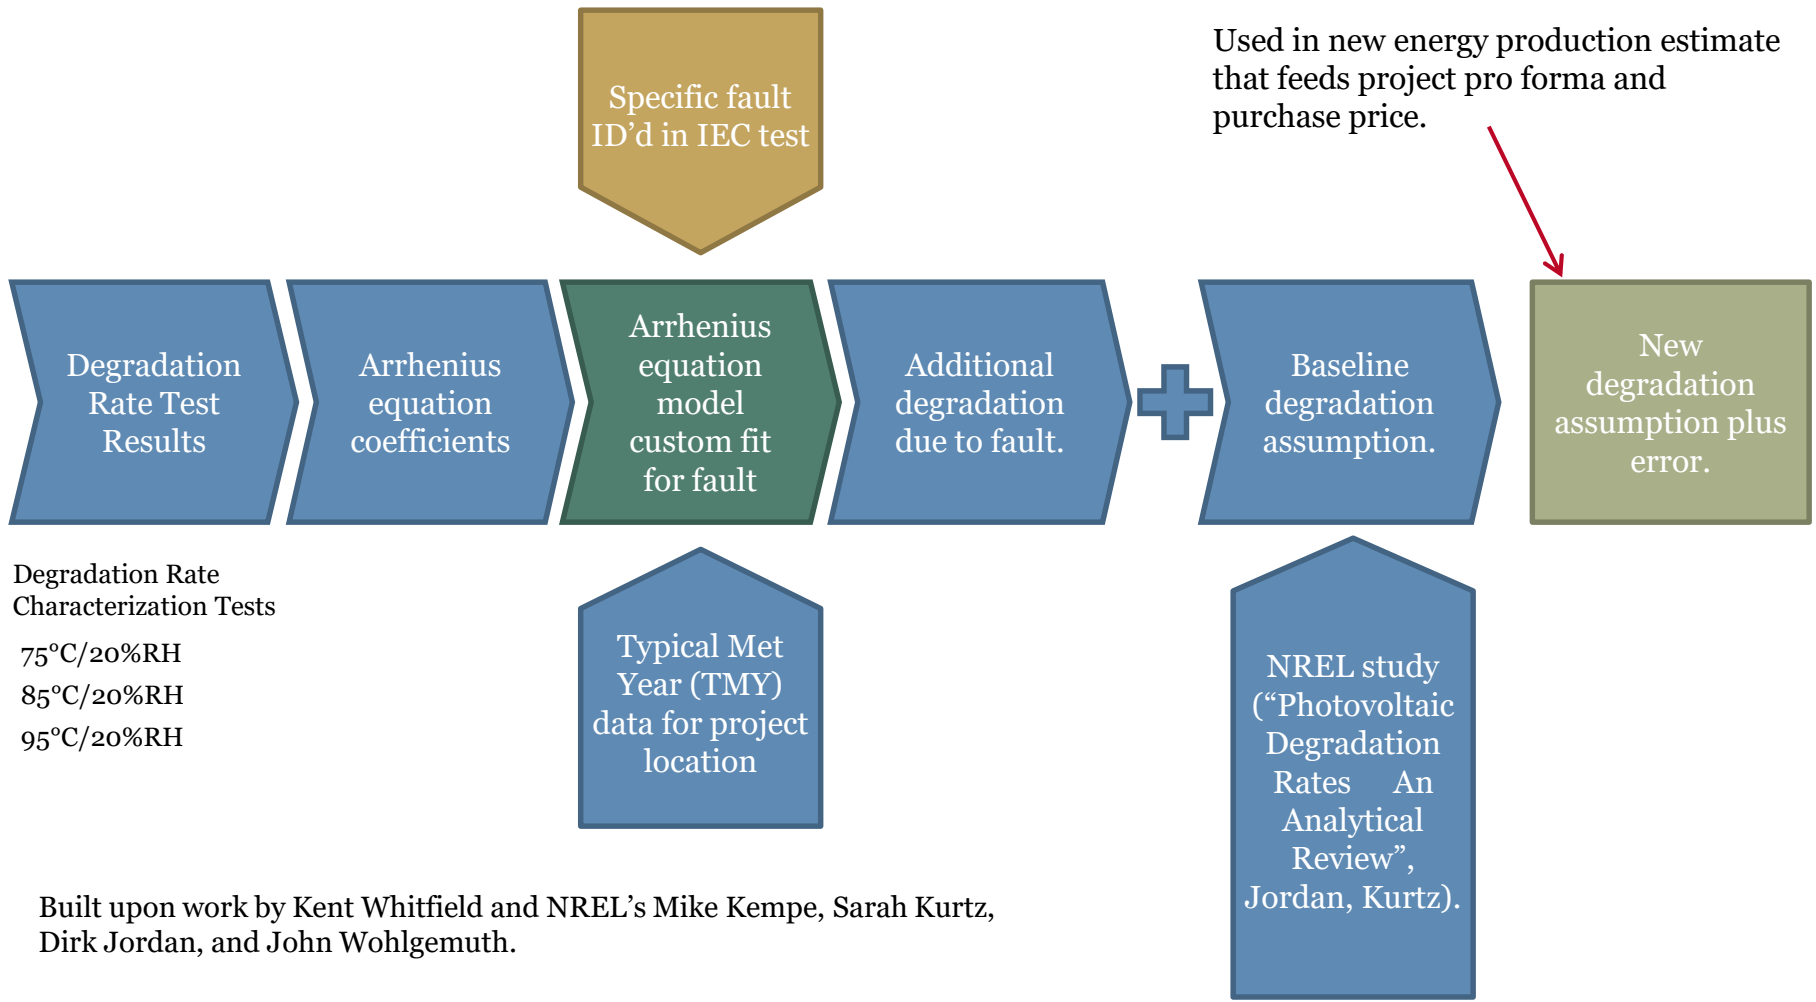 Specific fault
ID’d in IEC test
Used in new energy production estimate
that feeds project pro forma and
purchase price.
Degradation
Rate Test
Results
Arrhenius
equation
coefficients
Arrhenius
equation
model
custom fit
for fault
Additional
degradation
due to fault.
Baseline
degradation
assumption.
New
degradation
assumption plus
error.
Degradation Rate
Characterization Tests
75°C/20%RH
85°C/20%RH
95°C/20%RH
Typical Met
Year (TMY)
data for project
location
NREL study
(“Photovoltaic
Degradation
Rates An
Analytical
Review”,
Jordan, Kurtz).
Built upon work by Kent Whitfield and NREL’s Mike Kempe, Sarah Kurtz,
Dirk Jordan, and John Wohlgemuth.